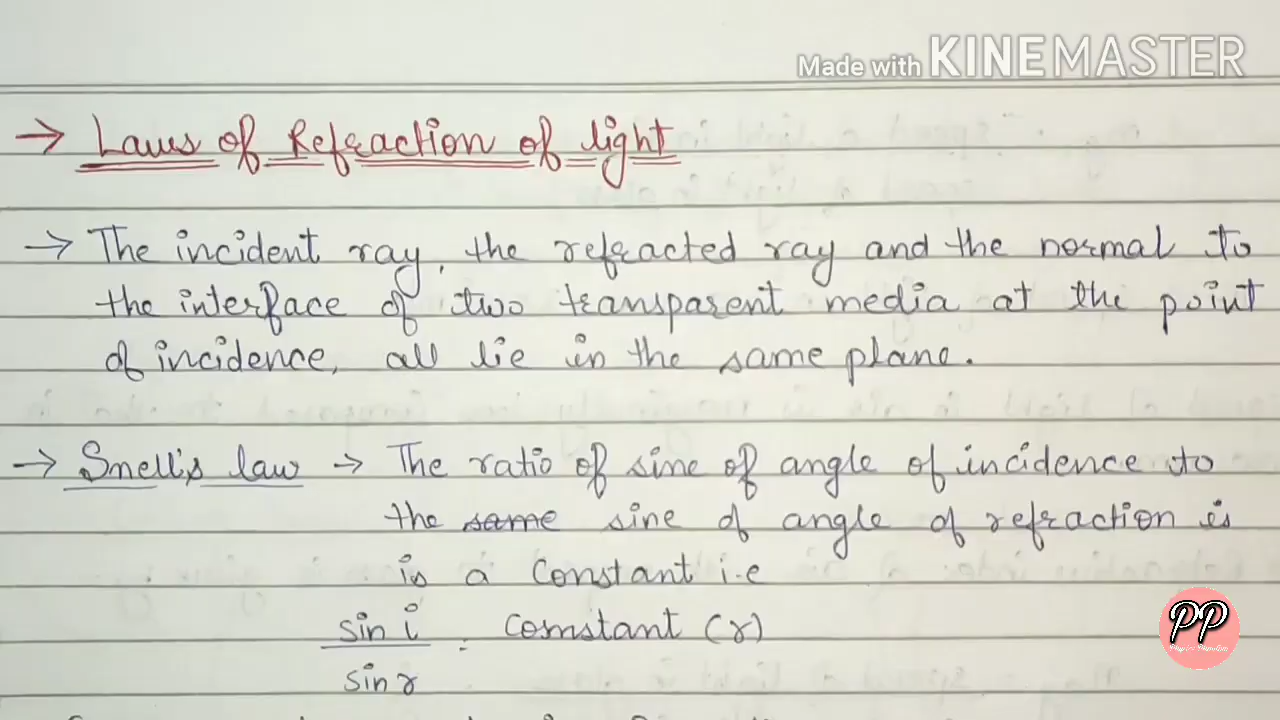 Made with KINEMASTER
→ Laws of Refraction of light
→ The incident ray, the refracted ray and the normal to
the interface of two transparent media at the point
of incidence, all lie in the same plane.
→ Snell's law → The ratio of sine of angle of incidence to
the same sine of angle of refraction is
is a constant i.e
sin i
comstant (r)
sin r
PP